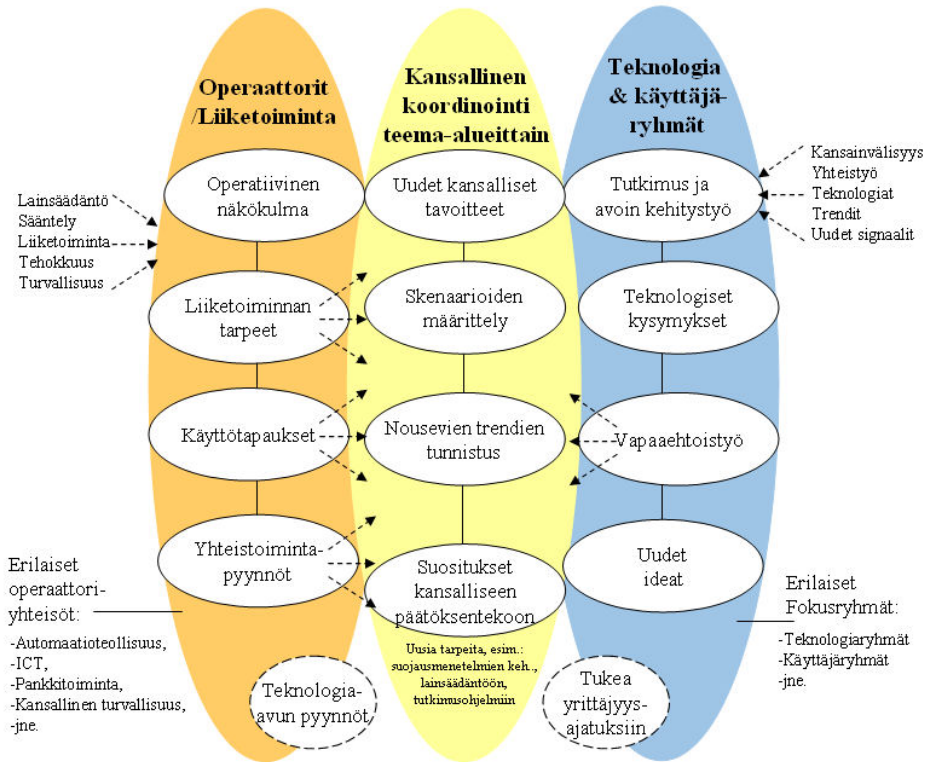 Operaattorit
/Liiketoiminta
Kansallinen
koordinointi
teema-alueittain
Teknologia
& käyttäjä-
ryhmät
Operatiivinen
näkökulma
Uudet kansalliset
tavoitteet
Tutkimus ja
avoin kehitystyö
Lainsäädäntö
Sääntely
Liiketoiminta
Tehokkuus
Turvallisuus
Kansainvälisyys
Yhteistyö
Teknologiat
Trendit
Uudet signaalit
Liiketoiminnan
tarpeet
Skenaarioiden
määrittely
Teknologiset
kysymykset
Käyttötapaukset
Nousevien trendien
tunnistus
Vapaaehtoistyö
Yhteistoiminta-
pyynnöt
Suositukset
kansalliseen
päätöksentekoon
Uudet
ideat
Erilaiset
operaattori-
yhteisöt:
-Automaatioteollisuus,
-ICT,
-Pankkitoiminta,
-Kansallinen turvallisuus,
-jne.
Erilaiset
Fokusryhmät:
-Teknologiaryhmät
-Käyttäjäryhmät
-jne.
Uusia tarpeita, esim.:
suojausmenetelmien keh.,
lainsäädäntöön,
tutkimusohjelmiin
Teknologia-
avun pyynnöt
Tukea
yrittäjyys-
ajatuksiin